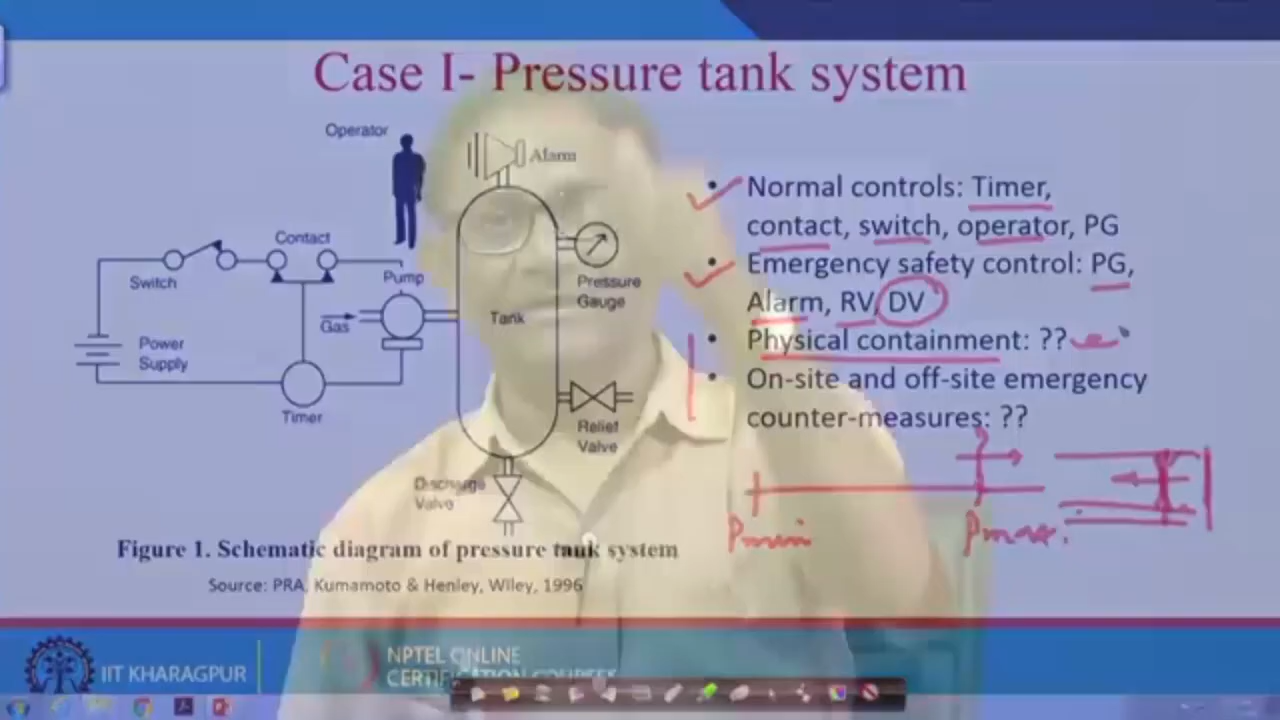 Case I- Pressure tank system
Operator
Alarm
Contact
Switch
Pump
Pressure
Gauge
Gas
Tank
Power
Supply
Timer
Relief
Valve
Discharge
Valve
Figure 1. Schematic diagram of pressure tank system
Source: PRA, Kumamoto & Henley, Wiley, 1996
• Normal controls: Timer,
contact, switch, operator, PG
• Emergency safety control: PG,
Alarm, RV, DV
• Physical containment: ??
• On-site and off-site emergency
counter-measures: ??
Pmin
Pmax.
IIT KHARAGPUR
NPTEL ONLINE
CERTIFICATION COURSES